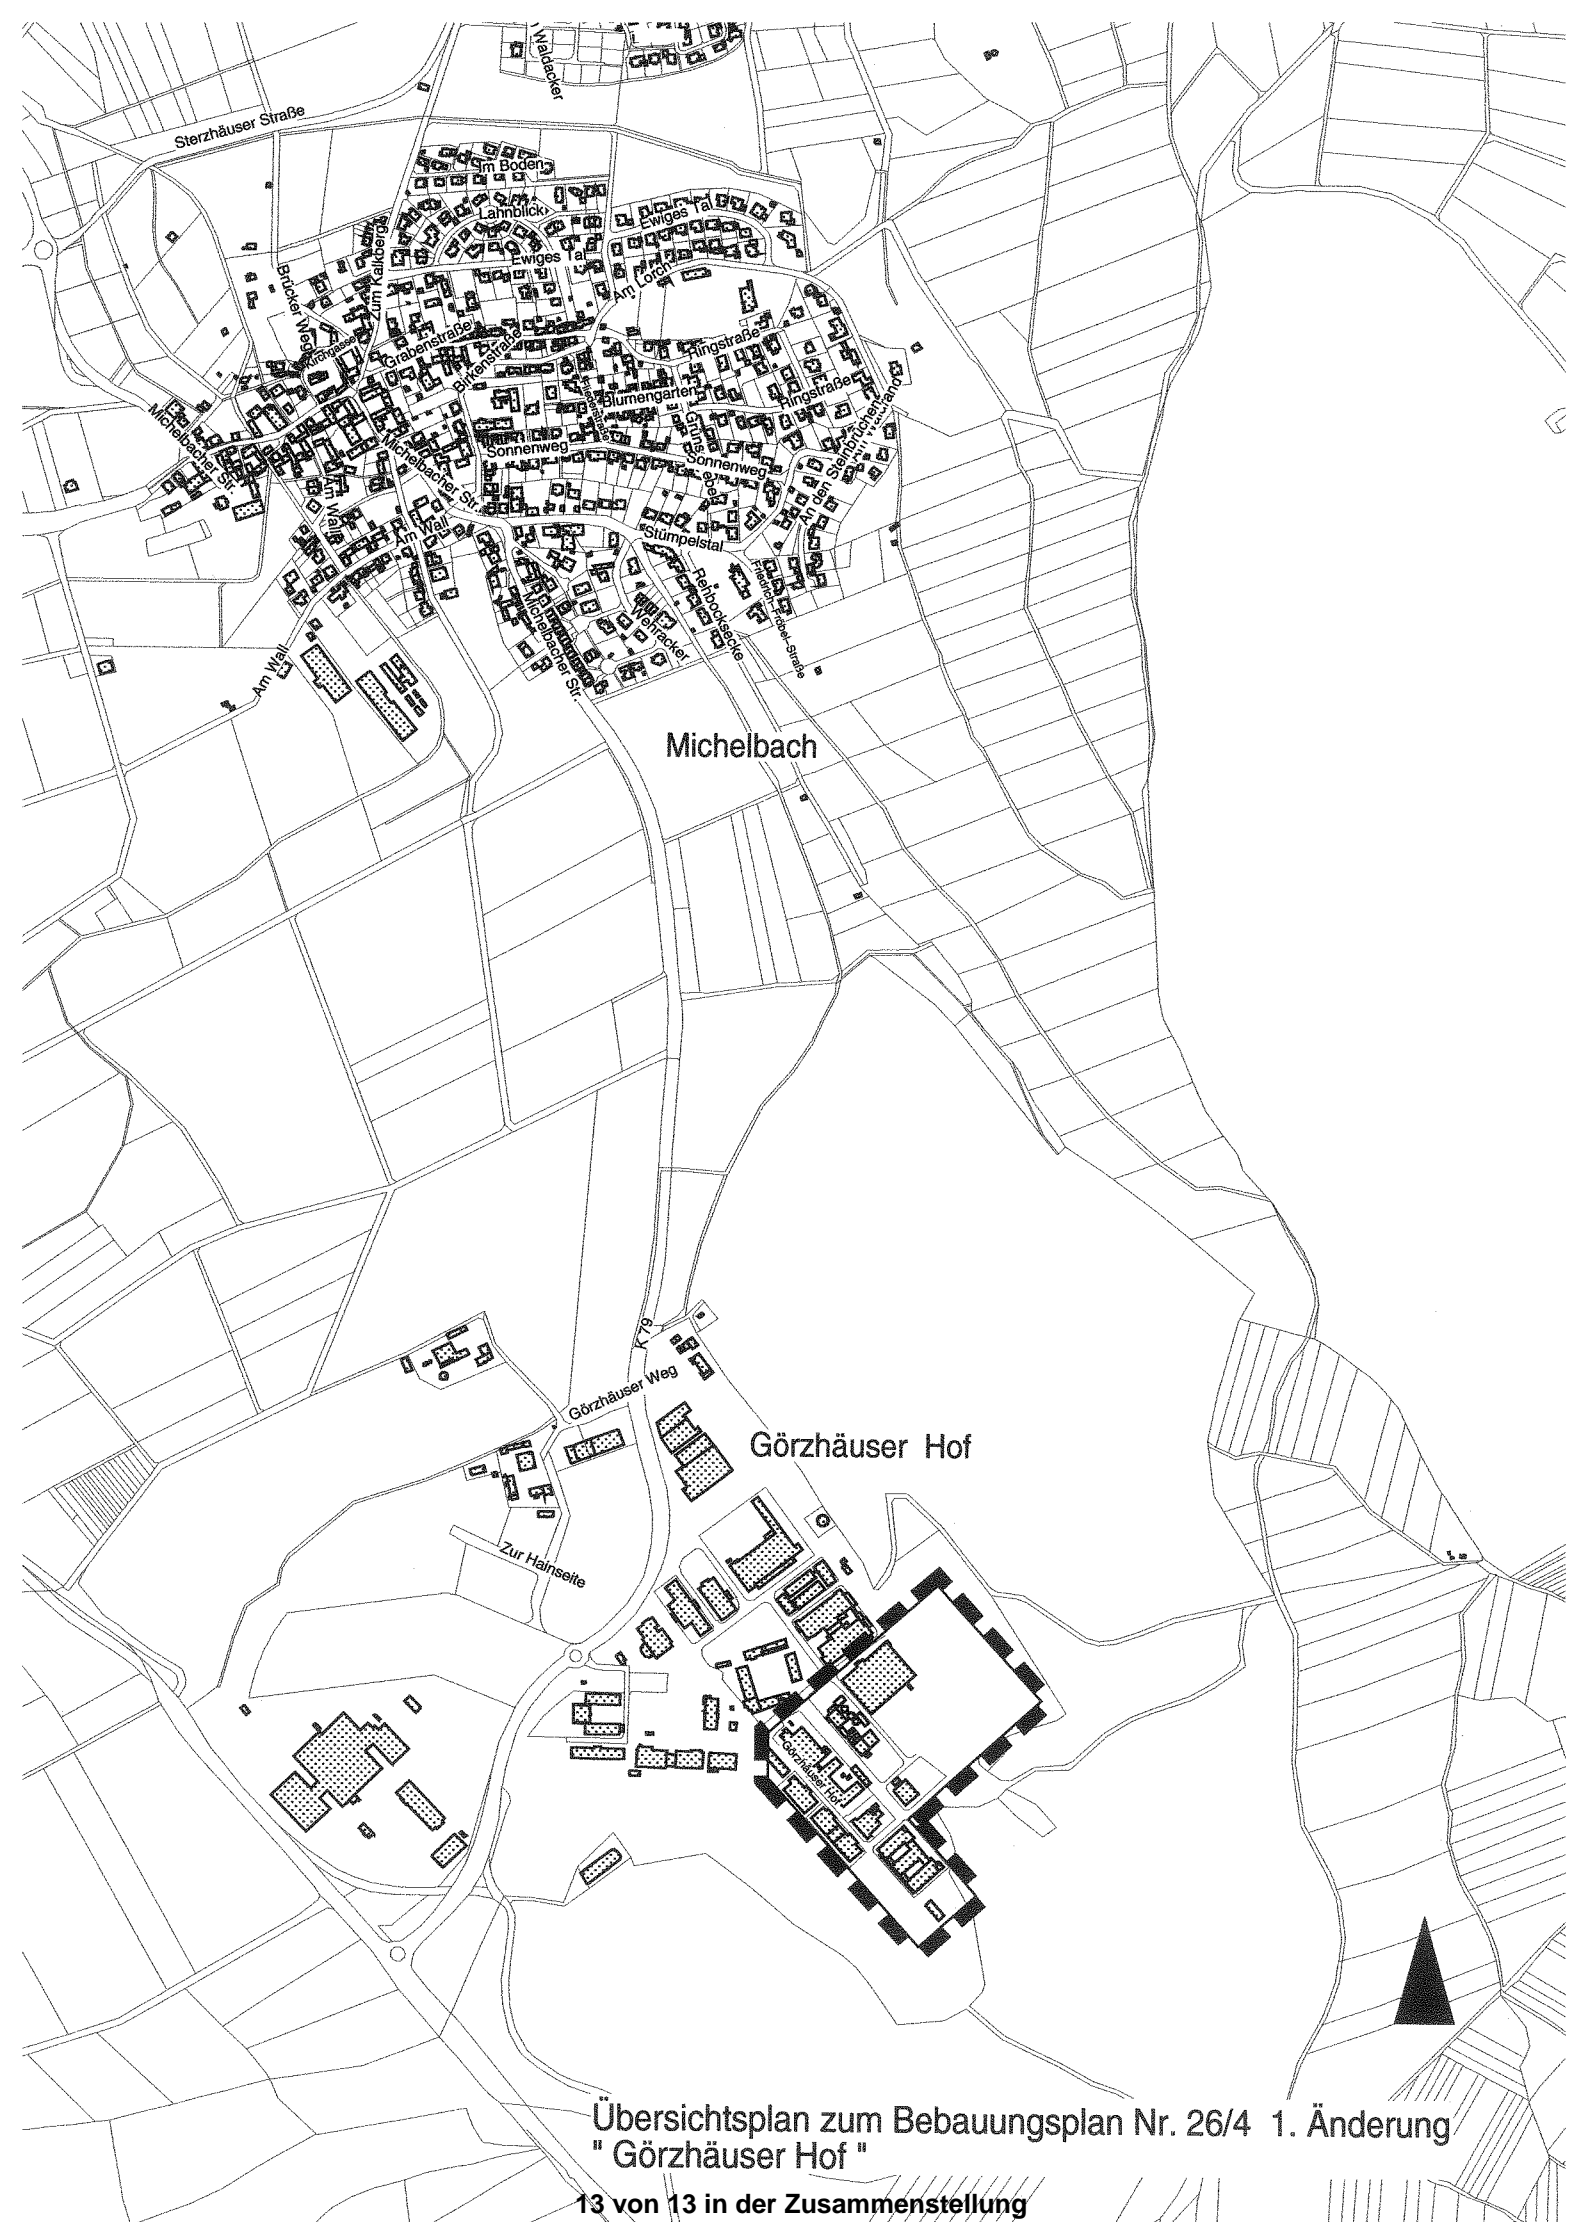 Waldacker
Sterzhäuser Straße
Im Boden
Lahnblick
Ewiges Tal
Zum Kalkberg
Ewiges Tal
Am Lorch
Brücker Weg
Kirchgasse
Grabenstraße
Birkenstraße
Ringstraße
Blumengarten
Ringstraße
Michelbacher Str.
Michelbacher Str.
Sonnenweg
Sonnenweg
An den Steinbrüchen
Am Wall
Am Wall
Stümpelstal
Rehbocksecke
Friedrich-Fröbel-Straße
Michelbacher Str.
Wehracker
Am Wall
Michelbach
K 79
Görzhäuser Weg
Görzhäuser Hof
Zur Hainseite
Görzhäuser Hof
Übersichtsplan zum Bebauungsplan Nr. 26/4 1. Änderung
" Görzhäuser Hof "
13 von 13 in der Zusammenstellung